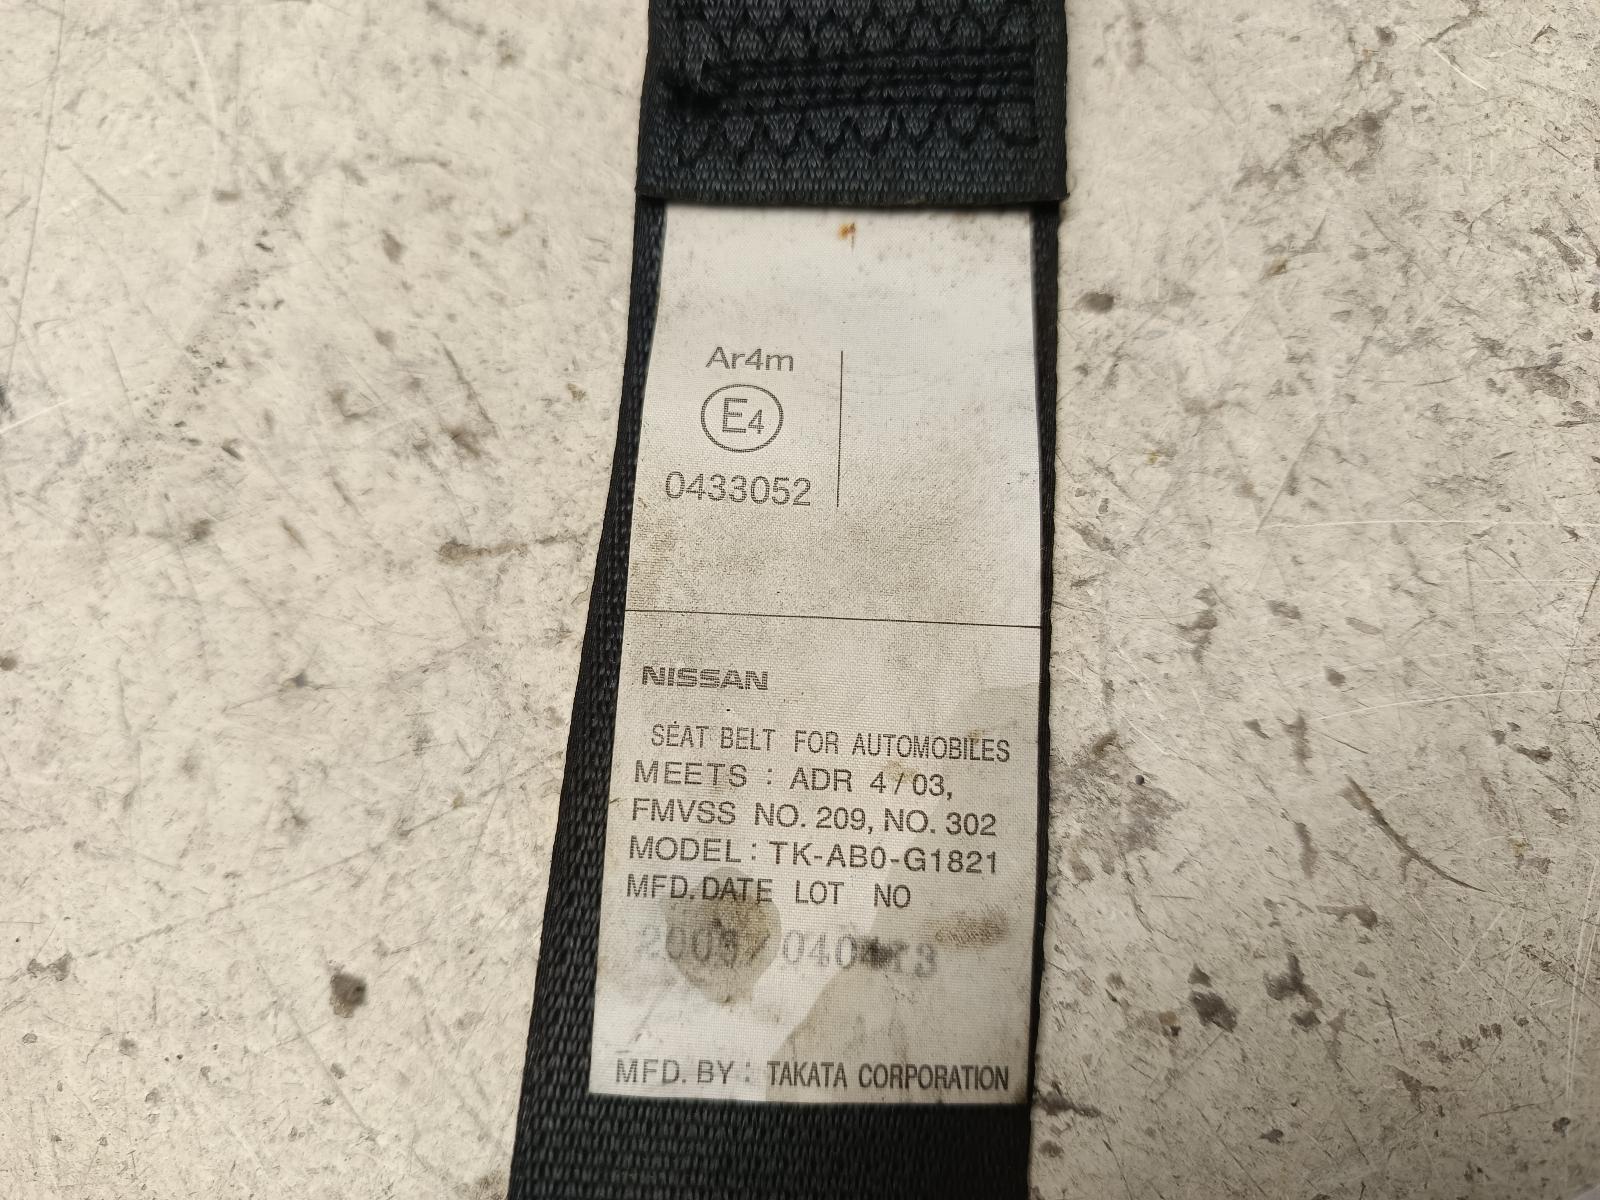 Ar4m
E4
0433052
NISSAN
SEAT BELT FOR AUTOMOBILES
MEETS : ADR 4/03,
FMVSS NO. 209, NO. 302
MODEL : TK-AB0-G1821
MFD. DATE LOT NO
2003
MFD. BY : TAKATA CORPORATION